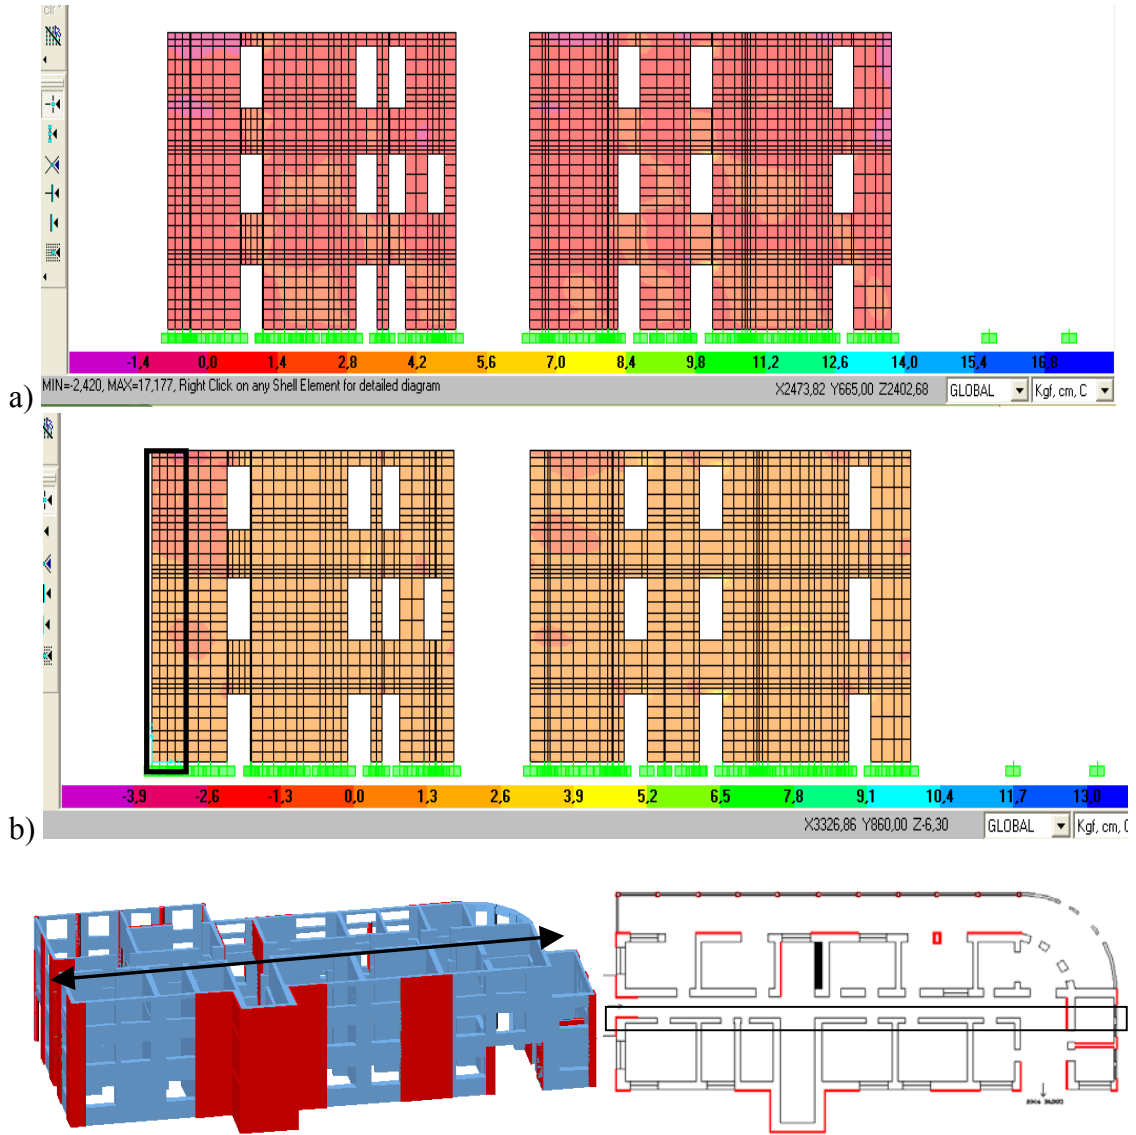 clr
-1,4 0,0 1,4 2,8 4,2 5,6 7,0 8,4 9,8 11,2 12,6 14,0 15,4 16,8
MIN=-2,420, MAX=17,177, Right Click on any Shell Element for detailed diagram X2473,82 Y665,00 Z2402,68 GLOBAL Kgf, cm, C
a)
-3,9 -2,6 -1,3 0,0 1,3 2,6 3,9 5,2 6,5 7,8 9,1 10,4 11,7 13,0
X3326,86 Y860,00 Z-6,30 GLOBAL Kgf, cm, C
b)